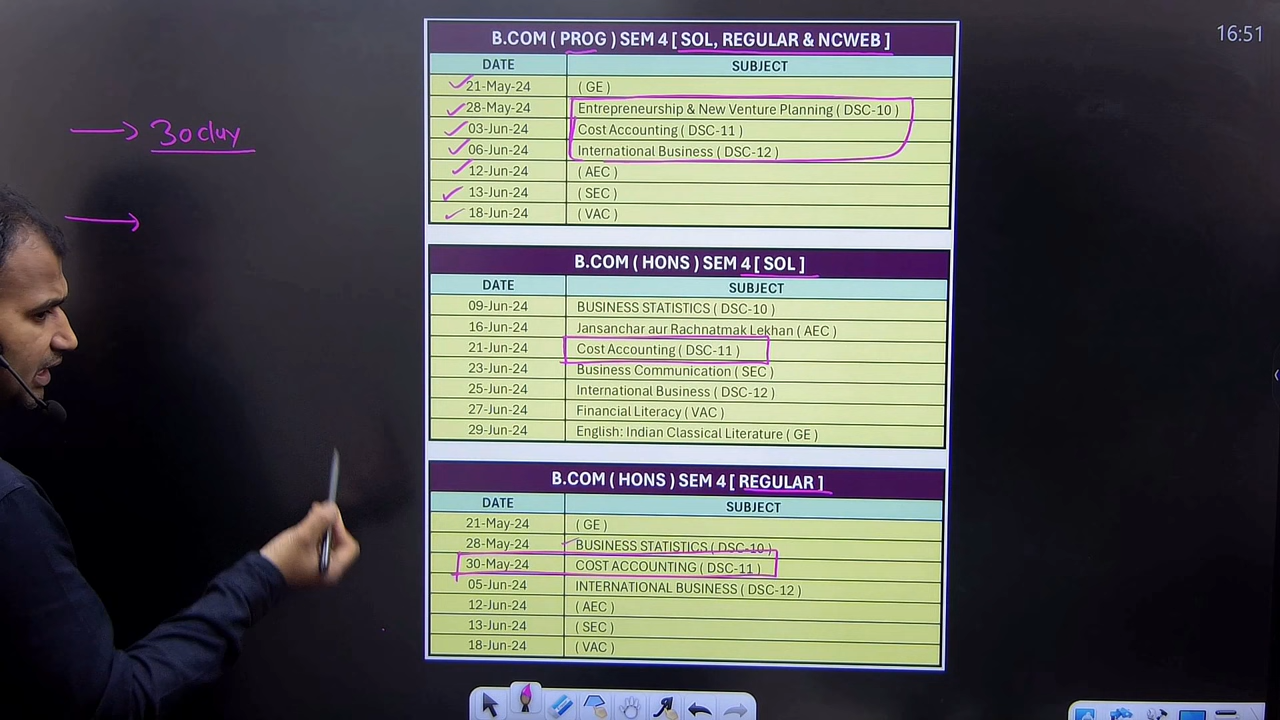 16:51
30day
B.COM ( PROG ) SEM 4 [ SOL, REGULAR & NCWEB ]
DATE SUBJECT
21-May-24 ( GE )
28-May-24 Entrepreneurship & New Venture Planning ( DSC-10 )
03-Jun-24 Cost Accounting ( DSC-11 )
06-Jun-24 International Business ( DSC-12 )
12-Jun-24 ( AEC )
13-Jun-24 ( SEC )
18-Jun-24 ( VAC )
B.COM ( HONS ) SEM 4 [ SOL ]
DATE SUBJECT
09-Jun-24 BUSINESS STATISTICS ( DSC-10 )
16-Jun-24 Jansanchar aur Rachnatmak Lekhan ( AEC )
21-Jun-24 Cost Accounting ( DSC-11 )
23-Jun-24 Business Communication ( SEC )
25-Jun-24 International Business ( DSC-12 )
27-Jun-24 Financial Literacy ( VAC )
29-Jun-24 English: Indian Classical Literature ( GE )
B.COM ( HONS ) SEM 4 [ REGULAR ]
DATE SUBJECT
21-May-24 ( GE )
28-May-24 BUSINESS STATISTICS ( DSC-10 )
30-May-24 COST ACCOUNTING ( DSC-11 )
05-Jun-24 INTERNATIONAL BUSINESS ( DSC-12 )
12-Jun-24 ( AEC )
13-Jun-24 ( SEC )
18-Jun-24 ( VAC )